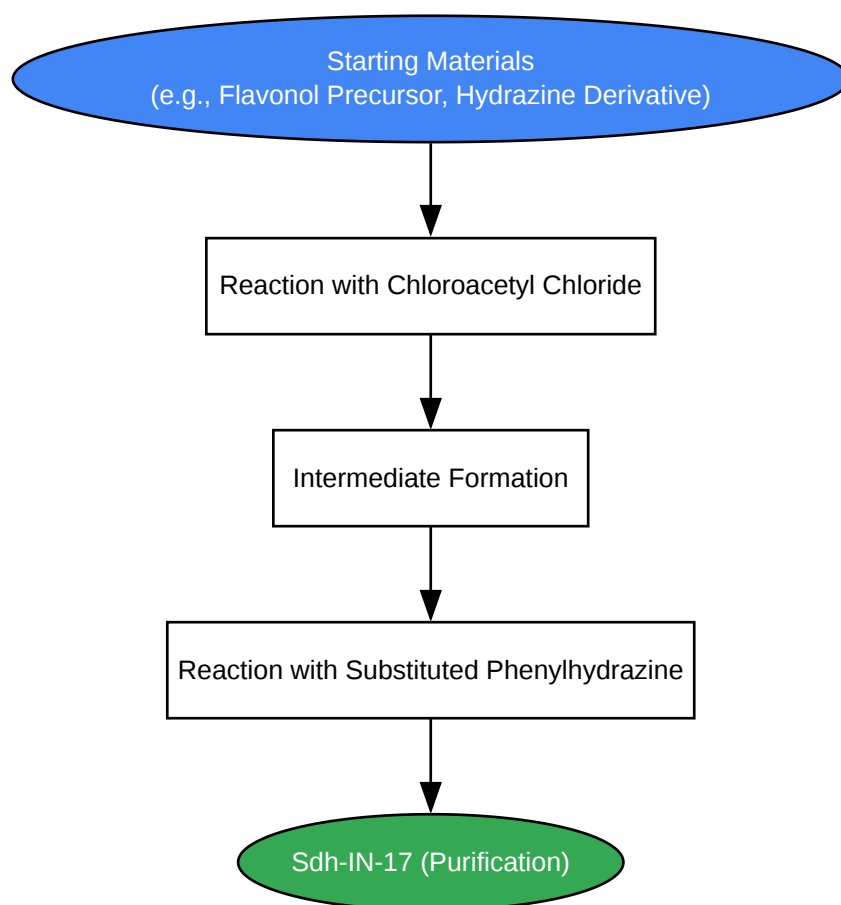 Starting Materials
(e.g., Flavonol Precursor, Hydrazine Derivative)
Reaction with Chloroacetyl Chloride
Intermediate Formation
Reaction with Substituted Phenylhydrazine
Sdh-IN-17 (Purification)